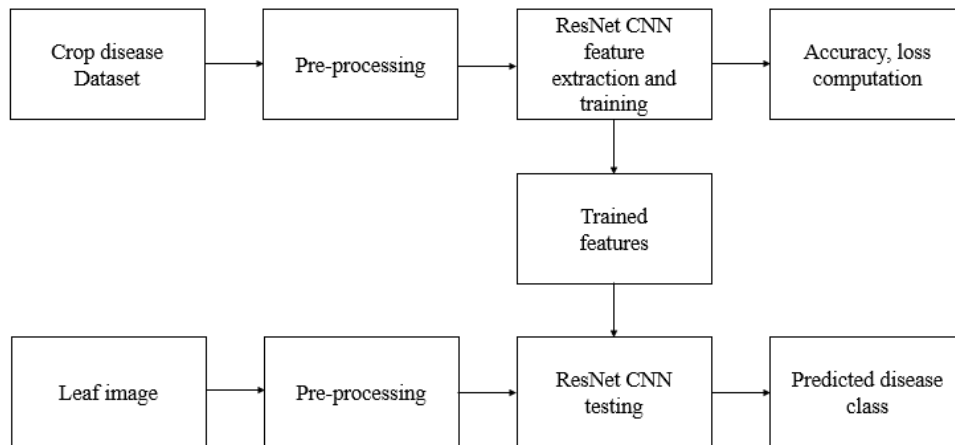 Crop disease
Dataset
Pre-processing
ResNet CNN
feature
extraction and
training
Accuracy, loss
computation
Trained
features
Leaf image
Pre-processing
ResNet CNN
testing
Predicted disease
class